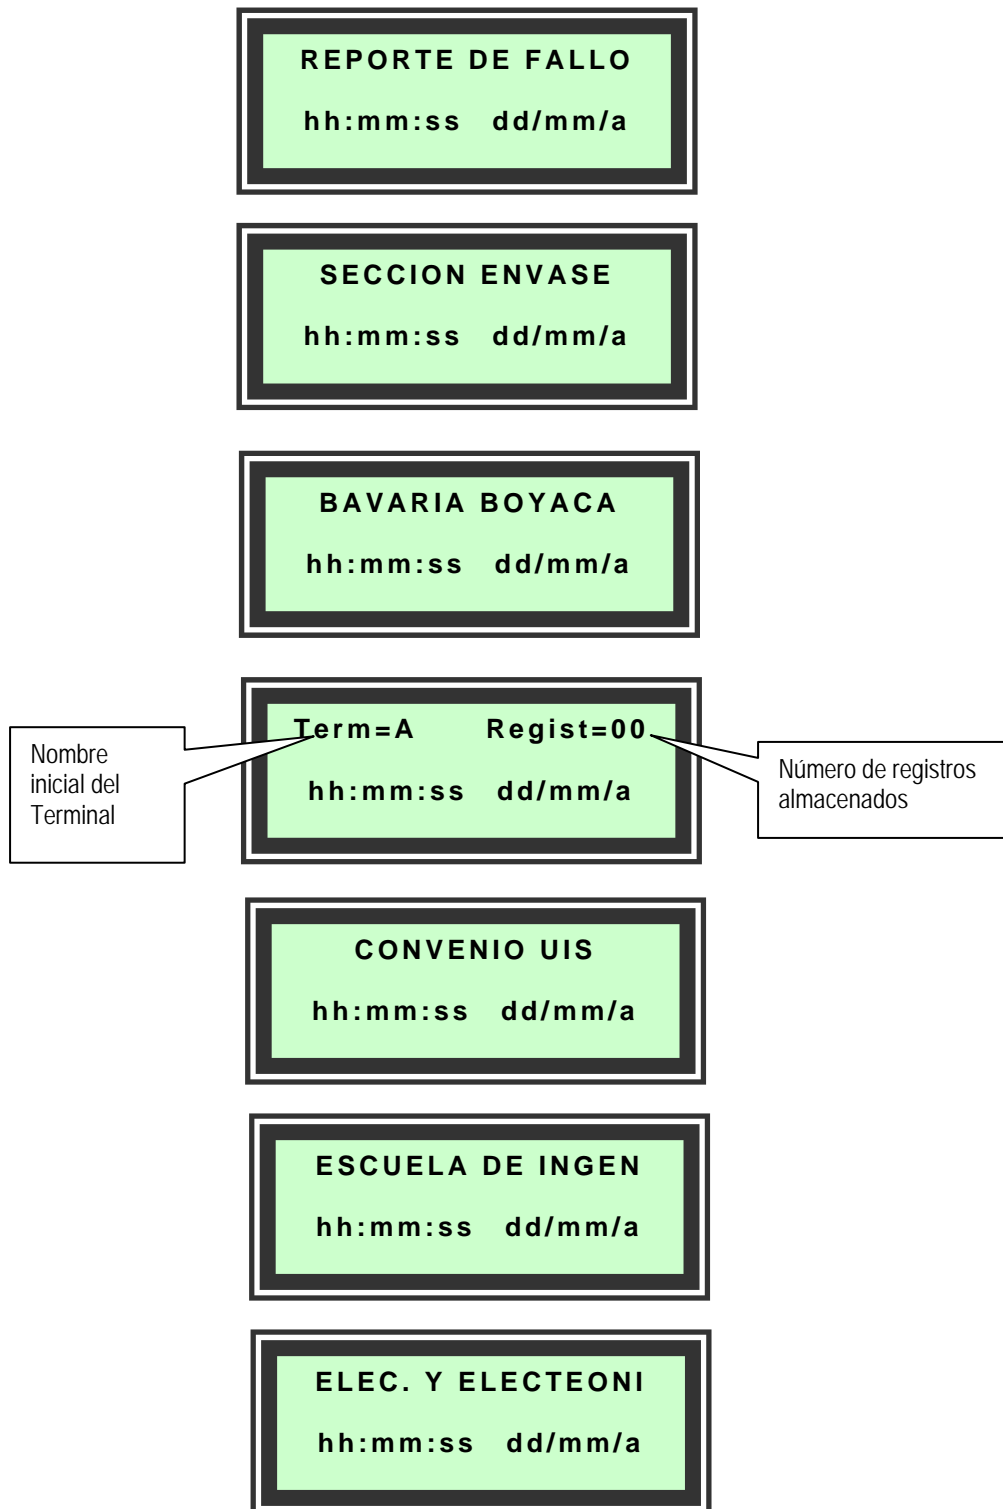 REPORTE DE FALLO
hh:mm:ss dd/mm/a
SECCION ENVASE
hh:mm:ss dd/mm/a
BAVARIA BOYACA
hh:mm:ss dd/mm/a
Term=A Regist=00
hh:mm:ss dd/mm/a
Nombre
inicial del
Terminal
Número de registros
almacenados
CONVENIO UIS
hh:mm:ss dd/mm/a
ESCUELA DE INGEN
hh:mm:ss dd/mm/a
ELEC. Y ELECTEONI
hh:mm:ss dd/mm/a